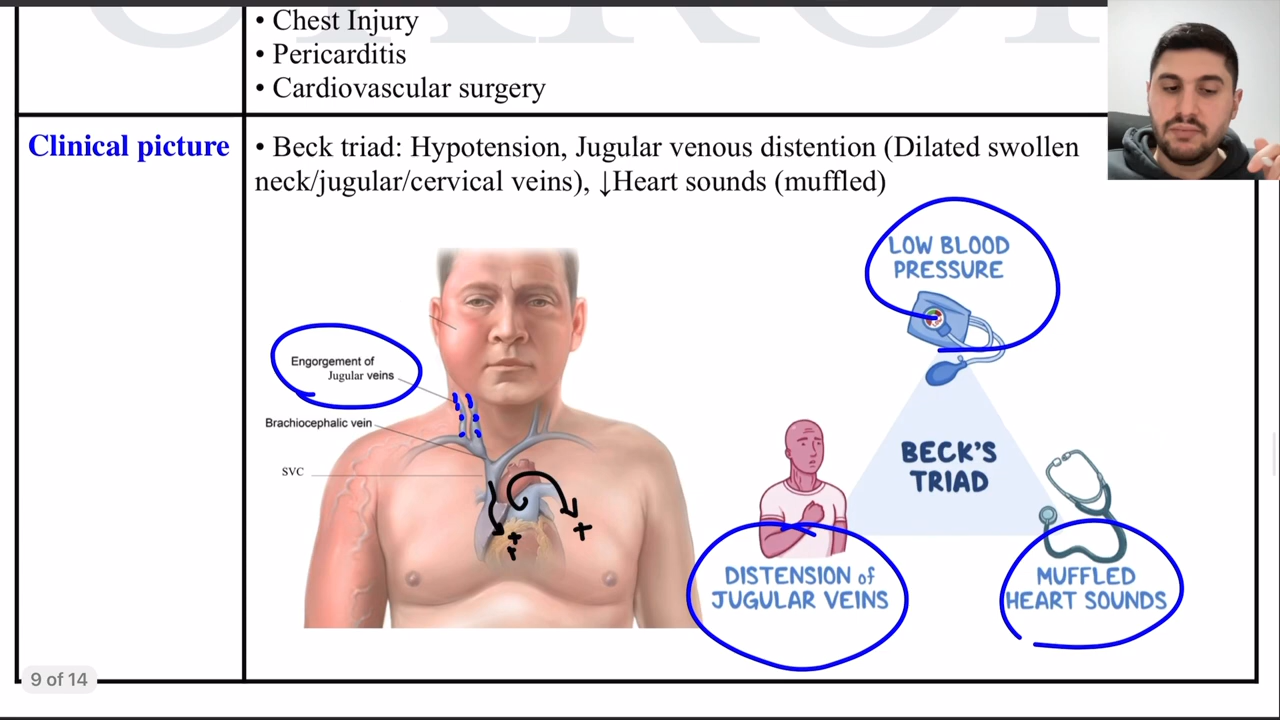 • Chest Injury
• Pericarditis
• Cardiovascular surgery
Clinical picture
• Beck triad: Hypotension, Jugular venous distention (Dilated swollen
neck/jugular/cervical veins), ↓Heart sounds (muffled)
Engorgement of
Jugular veins
Brachiocephalic vein
SVC
LOW BLOOD
PRESSURE
BECK'S
TRIAD
DISTENSION of
JUGULAR VEINS
MUFFLED
HEART SOUNDS
9 of 14